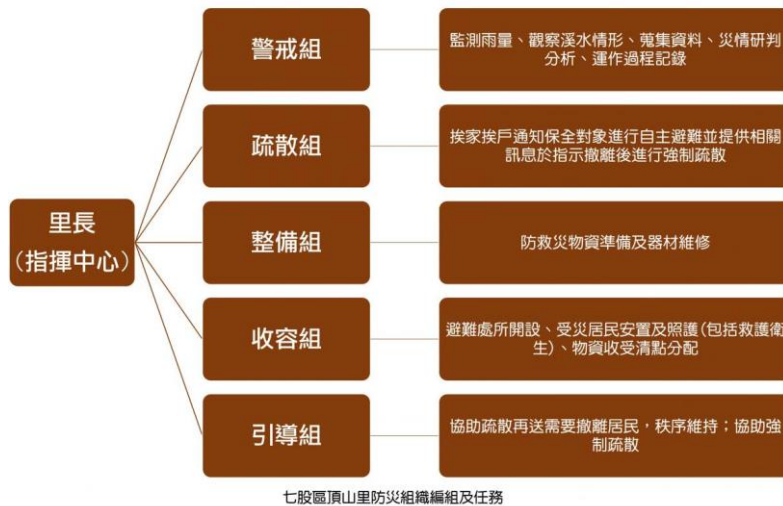 里長
(指揮中心)
警戒組
監測雨量、觀察溪水情形、蒐集資料、災情研判
分析、運作過程記錄
疏散組
挨家挨戶通知保全對象進行自主避難並提供相關
訊息於指示撤離後進行強制疏散
整備組
防救災物資準備及器材維修
收容組
避難處所開設、受災居民安置及照護(包括救護衛
生)、物資收受清點分配
引導組
協助疏散再送需要撤離居民，秩序維持；協助強
制疏散
七股區頂山里防災組織編組及任務